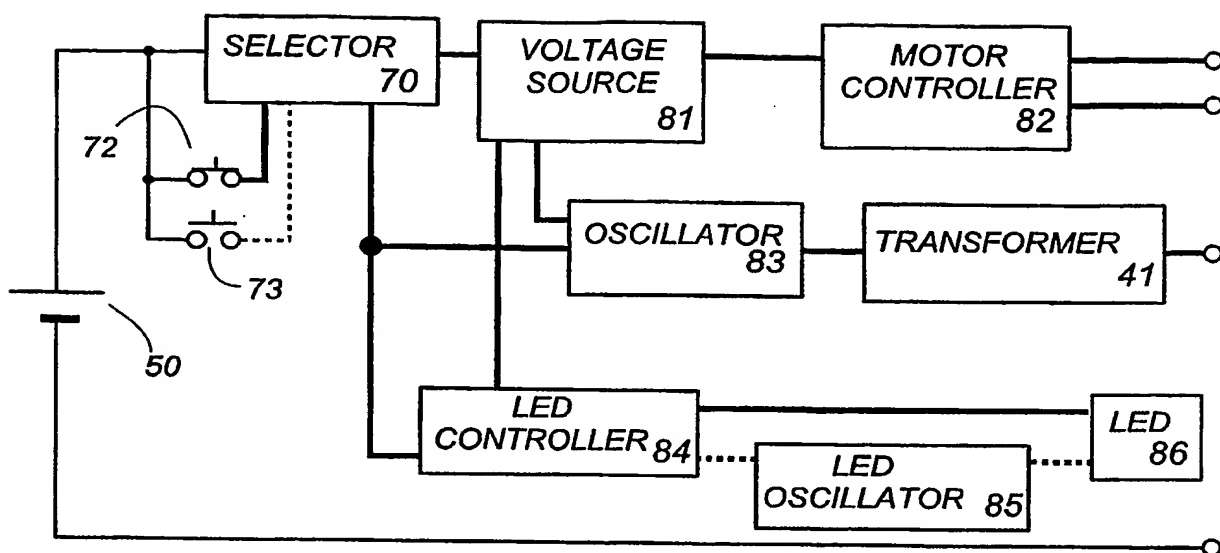 SELECTOR
70
VOLTAGE
SOURCE
81
MOTOR
CONTROLLER
82
72
73
50
OSCILLATOR
83
TRANSFORMER
41
LED
CONTROLLER
84
LED
OSCILLATOR
85
LED
86